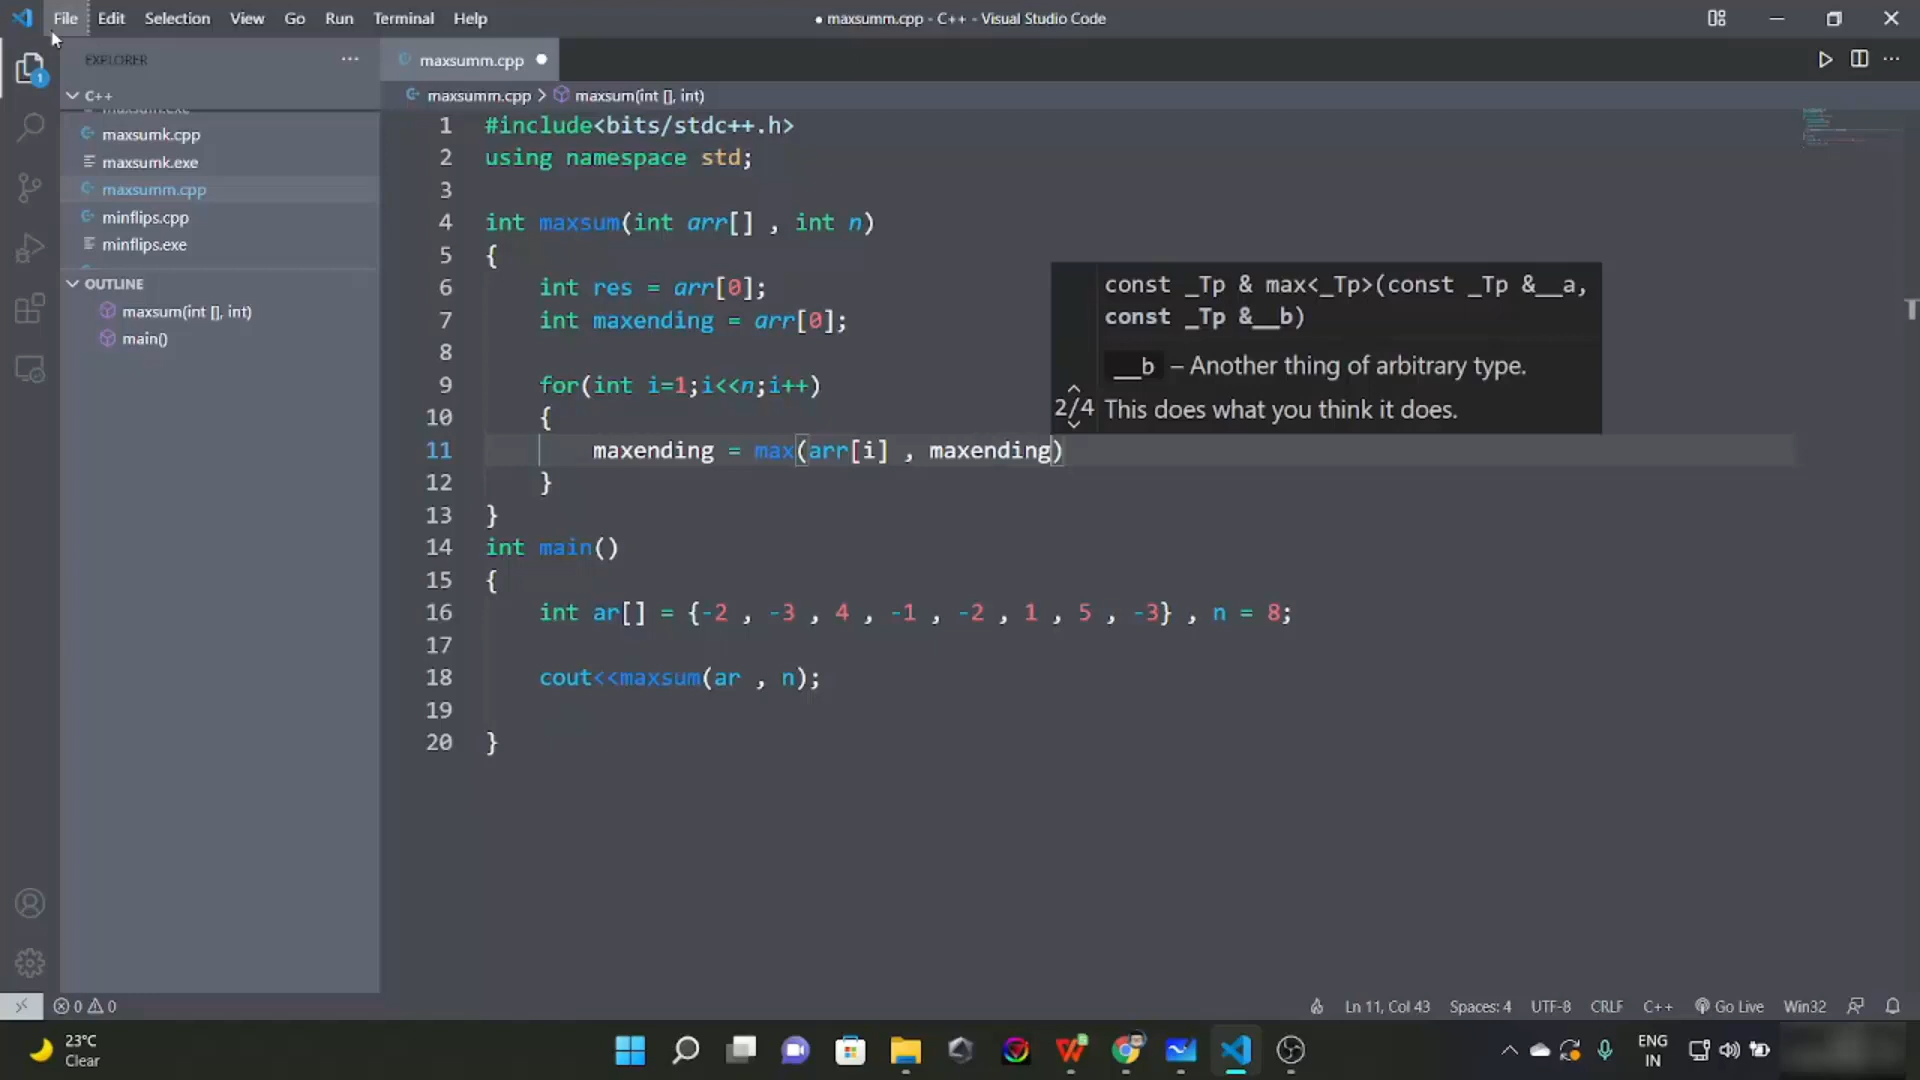 File Edit Selection View Go Run Terminal Help
● maxsumm.cpp - C++ - Visual Studio Code
EXPLORER
maxsumm.cpp
C++
maxsumm.cpp > maxsum(int [], int)
maxsumk.cpp
maxsumk.exe
maxsumm.cpp
minflips.cpp
minflips.exe
OUTLINE
maxsum(int [], int)
main()
1 #include<bits/stdc++.h>
2 using namespace std;
3
4 int maxsum(int arr[] , int n)
5 {
6 int res = arr[0];
7 int maxending = arr[0];
8
9 for(int i=1;i<<n;i++)
10 {
11 maxending = max(arr[i] , maxending)
12 }
13 }
14 int main()
15 {
16 int ar[] = {-2 , -3 , 4 , -1 , -2 , 1 , 5 , -3} , n = 8;
17
18 cout<<maxsum(ar , n);
19
20 }
const _Tp & max<_Tp>(const _Tp &__a,
const _Tp &__b)
__b – Another thing of arbitrary type.
2/4 This does what you think it does.
1
0 0
Ln 11, Col 43 Spaces: 4 UTF-8 CRLF C++ Go Live Win32
23°C
Clear
ENG
IN